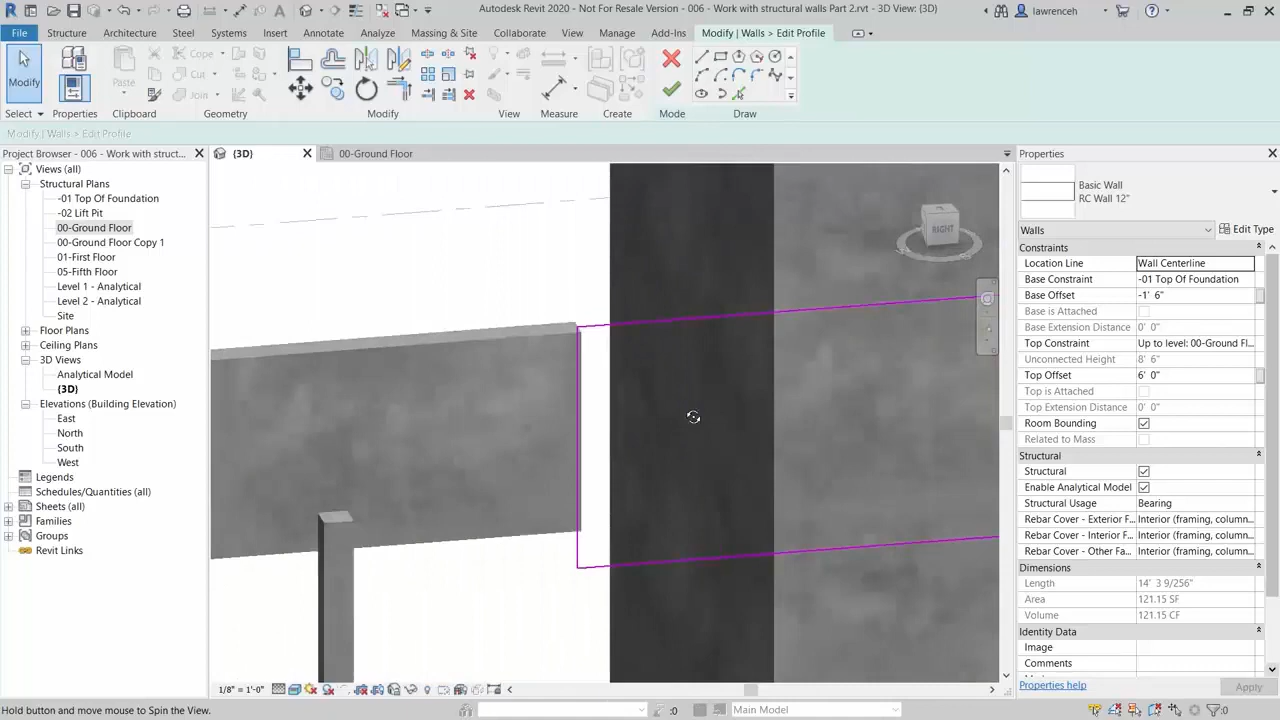 Autodesk Revit 2020 - Not For Resale Version - 006 - Work with structural walls Part 2.rvt - 3D View: {3D}
lawrenceh
File
Structure
Architecture
Steel
Systems
Insert
Annotate
Analyze
Massing & Site
Collaborate
View
Manage
Add-Ins
Modify | Walls > Edit Profile
Modify
Paste
Cope
Cut
Join
Select
Properties
Clipboard
Geometry
Modify
View
Measure
Create
Mode
Draw
Modify | Walls > Edit Profile
Project Browser - 006 - Work with struct...
Views (all)
Structural Plans
-01 Top Of Foundation
-02 Lift Pit
00-Ground Floor
00-Ground Floor Copy 1
01-First Floor
05-Fifth Floor
Level 1 - Analytical
Level 2 - Analytical
Site
Floor Plans
Ceiling Plans
3D Views
Analytical Model
{3D}
Elevations (Building Elevation)
East
North
South
West
Legends
Schedules/Quantities (all)
Sheets (all)
Families
Groups
Revit Links
{3D}
00-Ground Floor
RIGHT
1/8" = 1'-0"
Properties
Basic Wall
RC Wall 12"
Walls
Edit Type
Constraints
Location Line Wall Centerline
Base Constraint -01 Top Of Foundation
Base Offset -1' 6"
Base is Attached
Base Extension Distance 0' 0"
Top Constraint Up to level: 00-Ground Fl...
Unconnected Height 8' 6"
Top Offset 6' 0"
Top is Attached
Top Extension Distance 0' 0"
Room Bounding
Related to Mass
Structural
Structural
Enable Analytical Model
Structural Usage Bearing
Rebar Cover - Exterior F... Interior (framing, column...
Rebar Cover - Interior F... Interior (framing, column...
Rebar Cover - Other Fa... Interior (framing, column...
Dimensions
Length 14' 3 9/256"
Area 121.15 SF
Volume 121.15 CF
Identity Data
Image
Comments
Properties help
Apply
Hold button and move mouse to Spin the View.
:0
Main Model
:0